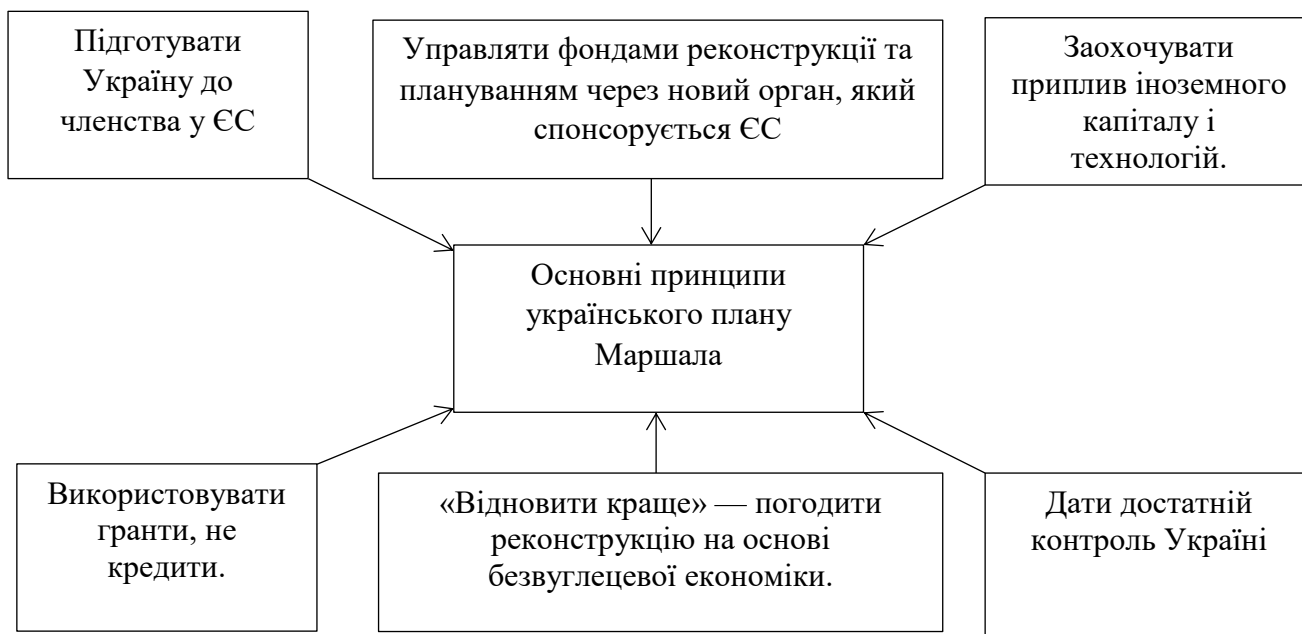 Підготувати
Україну до
членства у ЄС
Управляти фондами реконструкції та
плануванням через новий орган, який
спонсорується ЄС
Заохочувати
приплив іноземного
капіталу і
технологій.
Основні принципи
українського плану
Маршала
Використовувати
гранти, не
кредити.
«Відновити краще» — погодити
реконструкцію на основі
безвуглецевої економіки.
Дати достатній
контроль Україні